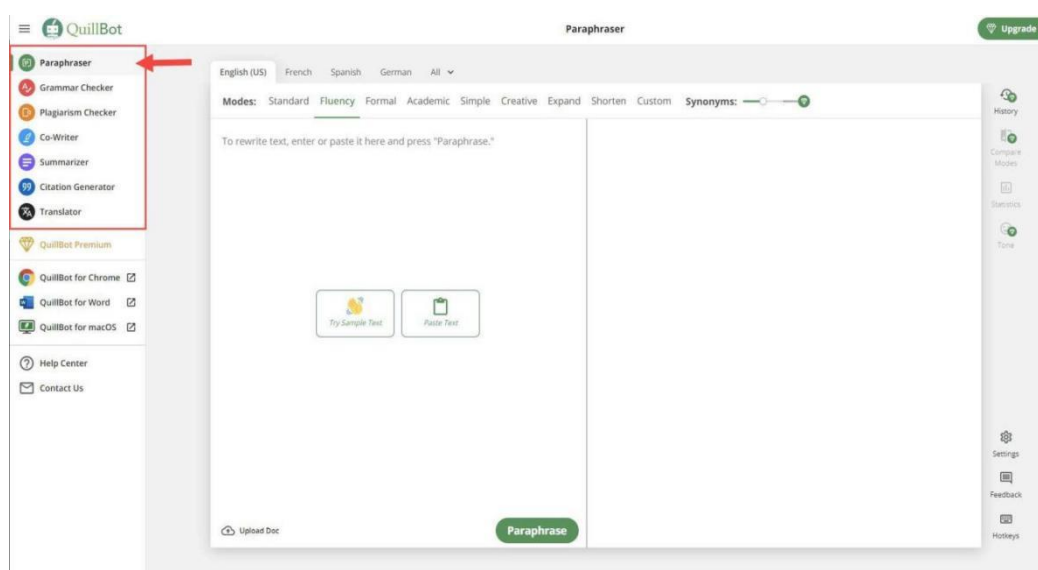 QuillBot
Paraphraser
Upgrade
Paraphraser
Grammar Checker
Plagiarism Checker
Co-Writer
Summarizer
Citation Generator
Translator
QuillBot Premium
QuillBot for Chrome
QuillBot for Word
QuillBot for macOS
Help Center
Contact Us
English (US) French Spanish German All
Modes: Standard Fluency Formal Academic Simple Creative Expand Shorten Custom Synonyms:
To rewrite text, enter or paste it here and press "Paraphrase."
Try Sample Text Paste Text
Upload Doc Paraphrase
History
Compare
Modes
Statistics
Tone
Settings
Feedback
Hotkeys